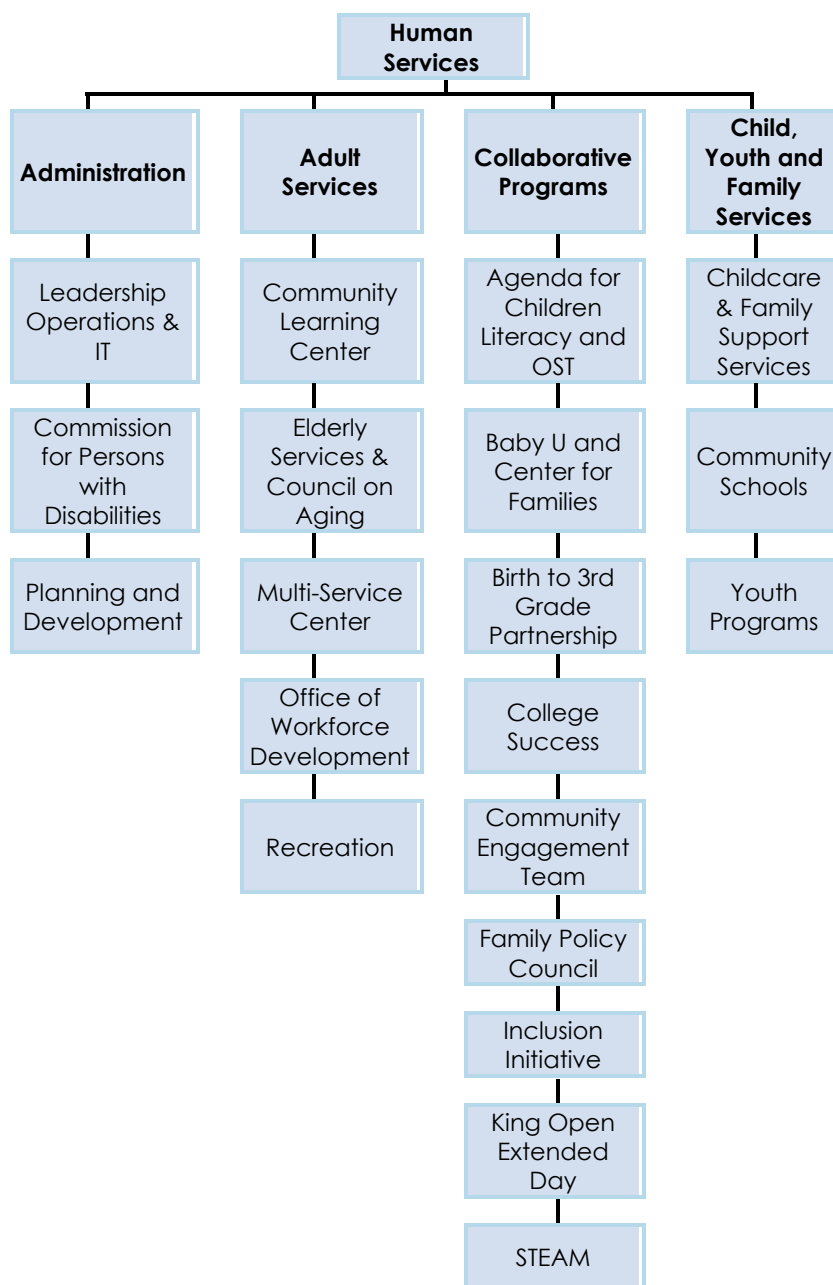 Human
Services
Administration
Adult
Services
Collaborative
Programs
Child,
Youth and
Family
Services
Leadership
Operations &
IT
Commission
for Persons
with
Disabilities
Planning and
Development
Community
Learning
Center
Elderly
Services &
Council on
Aging
Multi-Service
Center
Office of
Workforce
Development
Recreation
Agenda for
Children
Literacy and
OST
Baby U and
Center for
Families
Birth to 3rd
Grade
Partnership
College
Success
Community
Engagement
Team
Family Policy
Council
Inclusion
Initiative
King Open
Extended
Day
STEAM
Childcare
& Family
Support
Services
Community
Schools
Youth
Programs